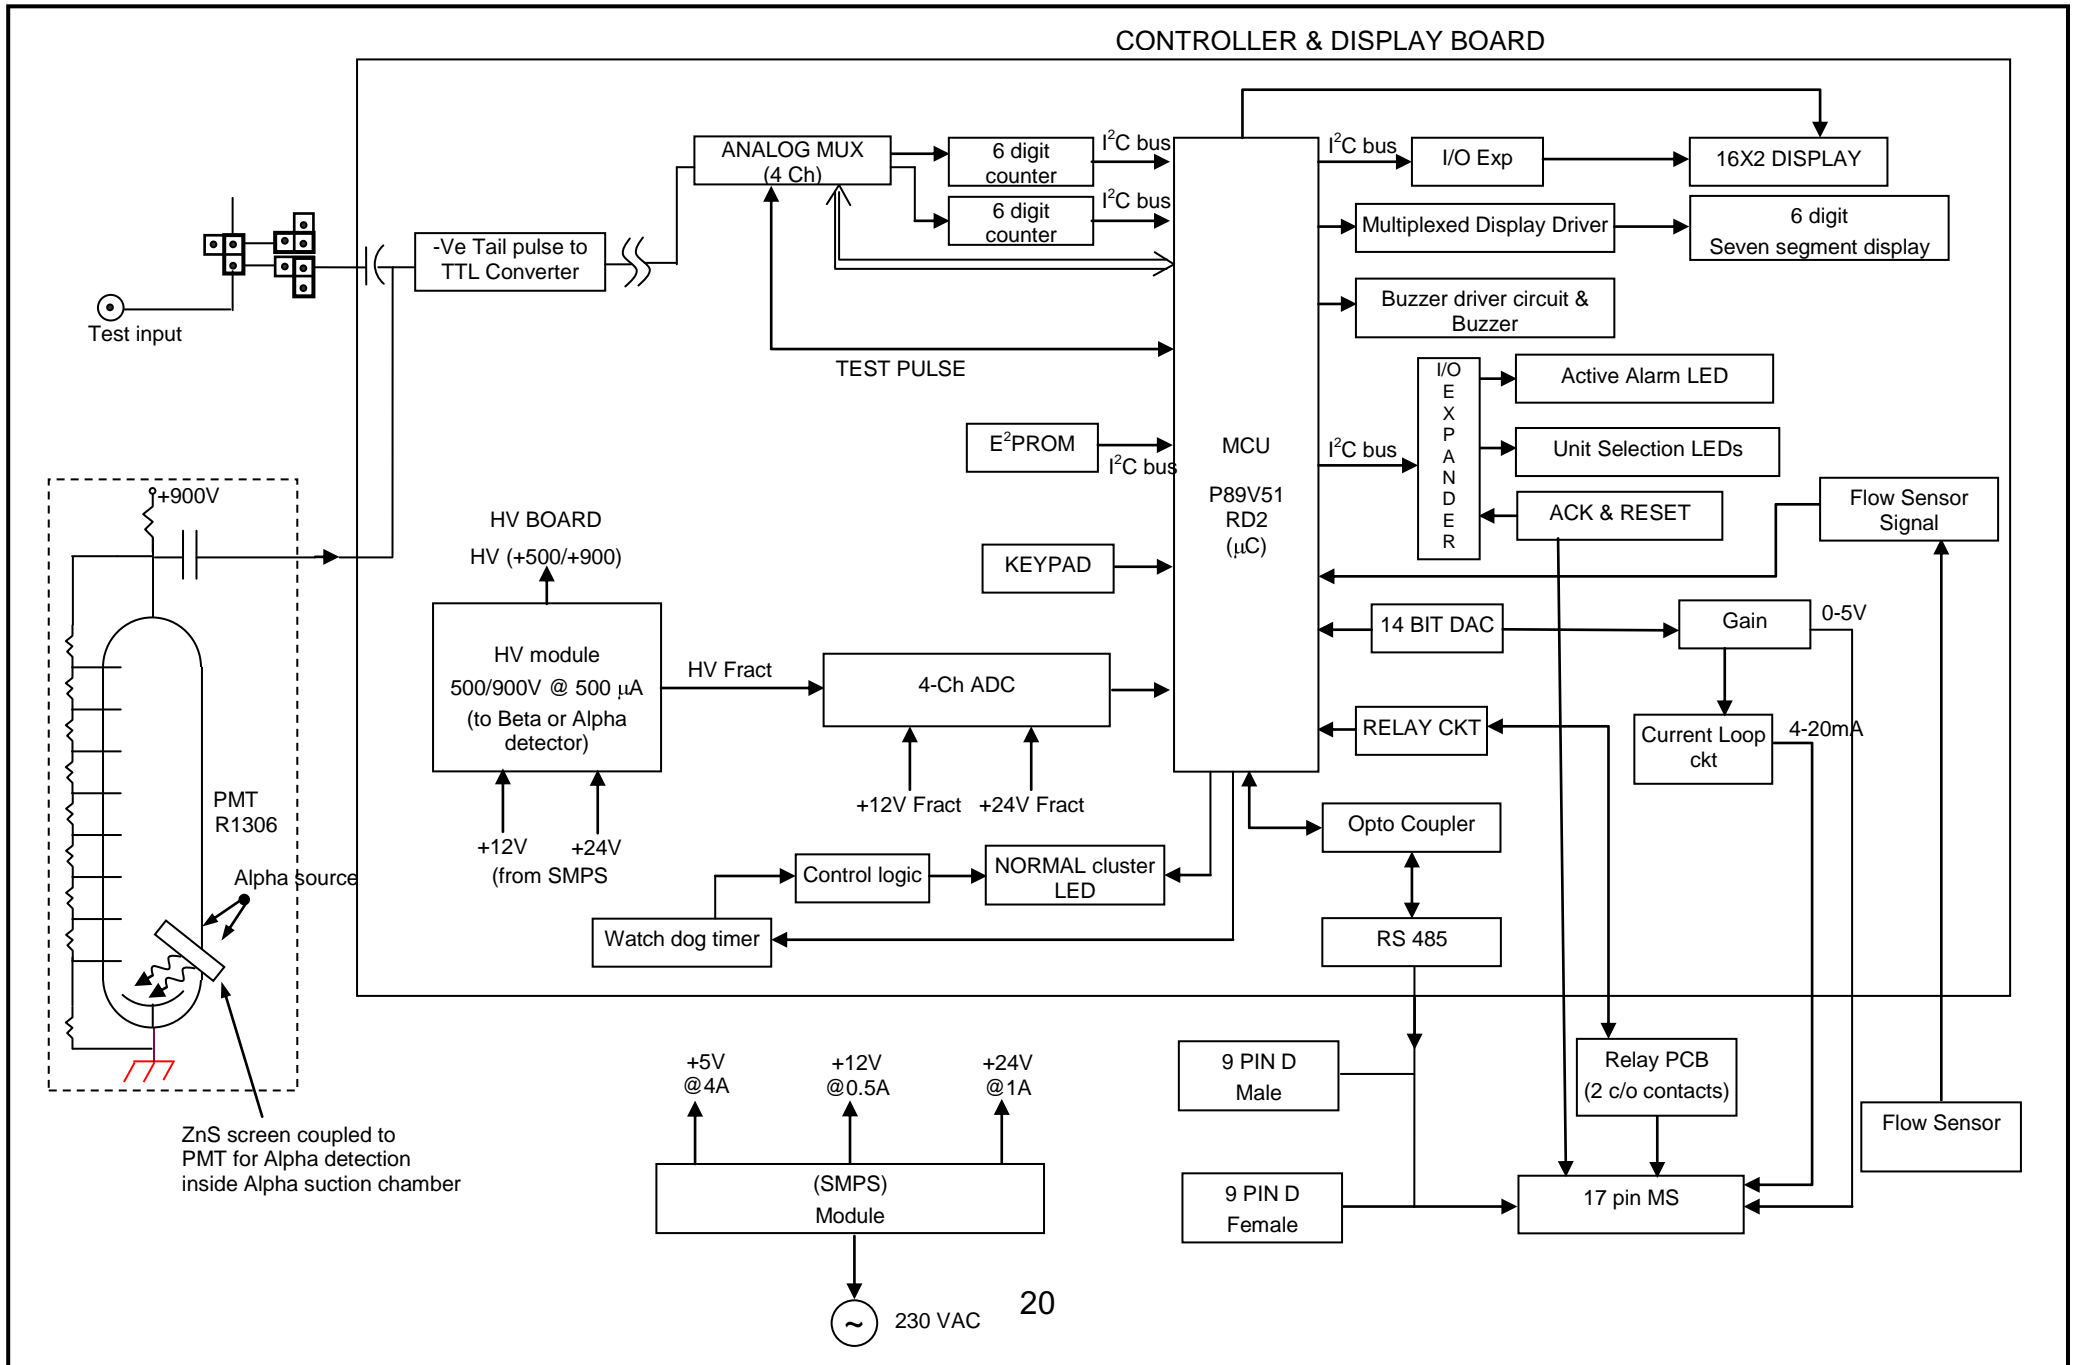 CONTROLLER & DISPLAY BOARD
ANALOG MUX
(4 Ch)
6 digit
counter
I²C bus
6 digit
counter
I²C bus
I²C bus
I/O Exp
16X2 DISPLAY
Multiplexed Display Driver
6 digit
Seven segment display
-Ve Tail pulse to
TTL Converter
Test input
Buzzer driver circuit &
Buzzer
TEST PULSE
I/O
E
X
P
A
N
D
E
R
Active Alarm LED
E²PROM
I²C bus
MCU
P89V51
RD2
(μC)
I²C bus
Unit Selection LEDs
ACK & RESET
Flow Sensor
Signal
+900V
HV BOARD
HV (+500/+900)
KEYPAD
14 BIT DAC
Gain
0-5V
HV module
500/900V @ 500 μA
(to Beta or Alpha
detector)
HV Fract
4-Ch ADC
RELAY CKT
Current Loop
ckt
4-20mA
PMT
R1306
+12V
+24V
(from SMPS
+12V Fract
+24V Fract
Opto Coupler
Alpha source
Control logic
NORMAL cluster
LED
Watch dog timer
RS 485
+5V
@4A
+12V
@0.5A
+24V
@1A
9 PIN D
Male
Relay PCB
(2 c/o contacts)
Flow Sensor
ZnS screen coupled to
PMT for Alpha detection
inside Alpha suction chamber
(SMPS)
Module
9 PIN D
Female
17 pin MS
~
230 VAC
20